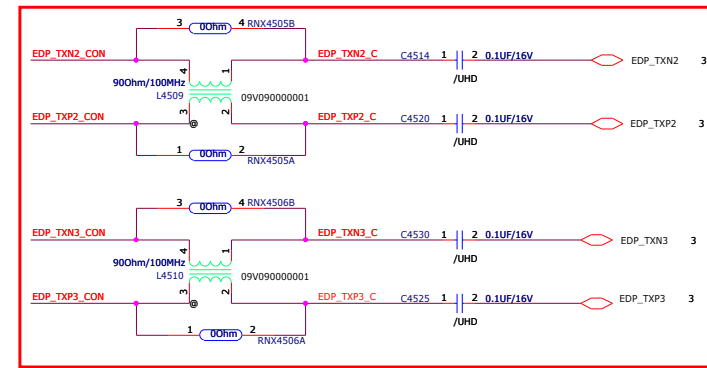 3 0Ohm 4 RNX4505B
EDP_TXN2_CON EDP_TXN2_C C4514 1 2 0.1UF/16V EDP_TXN2 3
/UHD
4 1
90Ohm/100MHz
L4509 09V090000001
3 2
EDP_TXP2_CON @ EDP_TXP2_C C4520 1 2 0.1UF/16V EDP_TXP2 3
/UHD
1 0Ohm 2
RNX4505A
3 0Ohm 4 RNX4506B
EDP_TXN3_CON EDP_TXN3_C C4530 1 2 0.1UF/16V EDP_TXN3 3
/UHD
4 1
90Ohm/100MHz
L4510 09V090000001
3 2
EDP_TXP3_CON @ EDP_TXP3_C C4525 1 2 0.1UF/16V EDP_TXP3 3
/UHD
1 0Ohm 2
RNX4506A